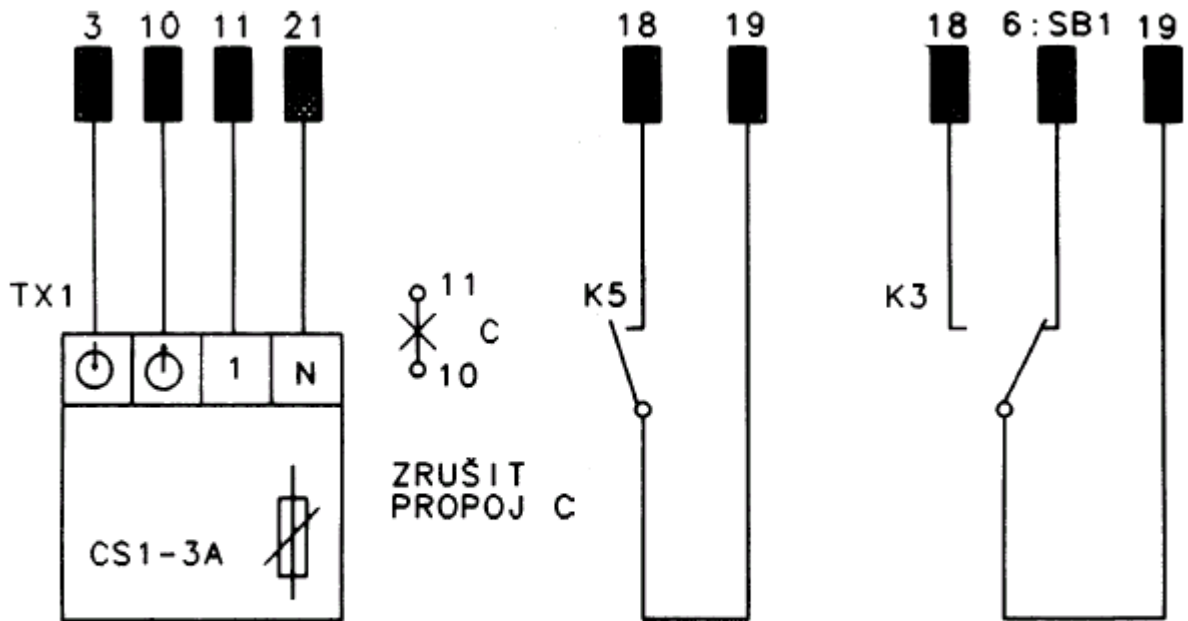 3 10 11 21 18 19 18 6:SB1 19
TX1 11 K5 K3
C
1 N 10
ZRUŠIT
PROPOJ C
CS1-3A